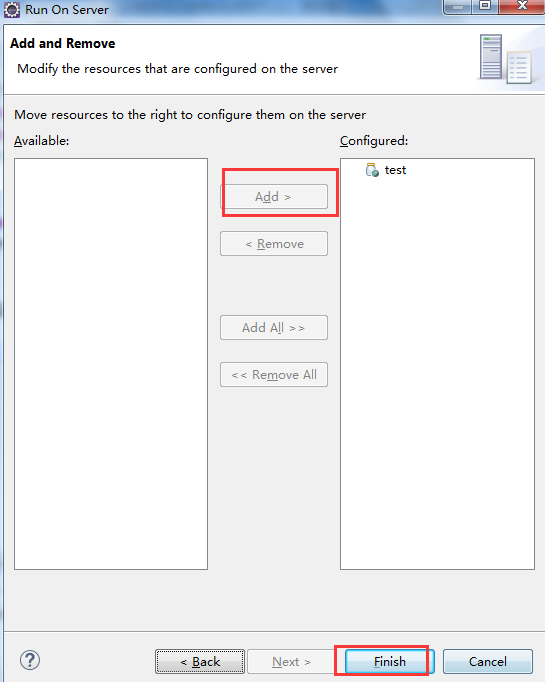 Run On Server
Add and Remove
Modify the resources that are configured on the server
Move resources to the right to configure them on the server
Available:
Configured:
test
Add >
< Remove
Add All >>
<< Remove All
?
< Back
Next >
Finish
Cancel